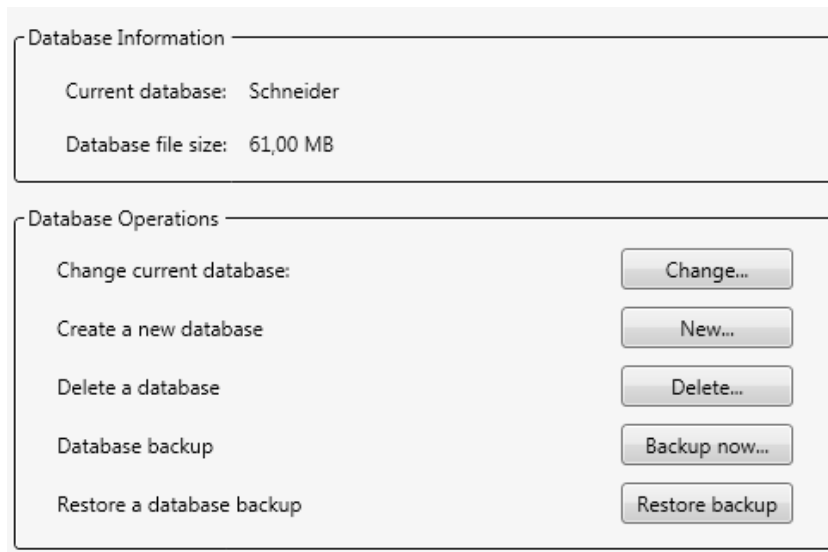 Database Information
Current database: Schneider
Database file size: 61,00 MB
Database Operations
Change current database: Change...
Create a new database New...
Delete a database Delete...
Database backup Backup now...
Restore a database backup Restore backup